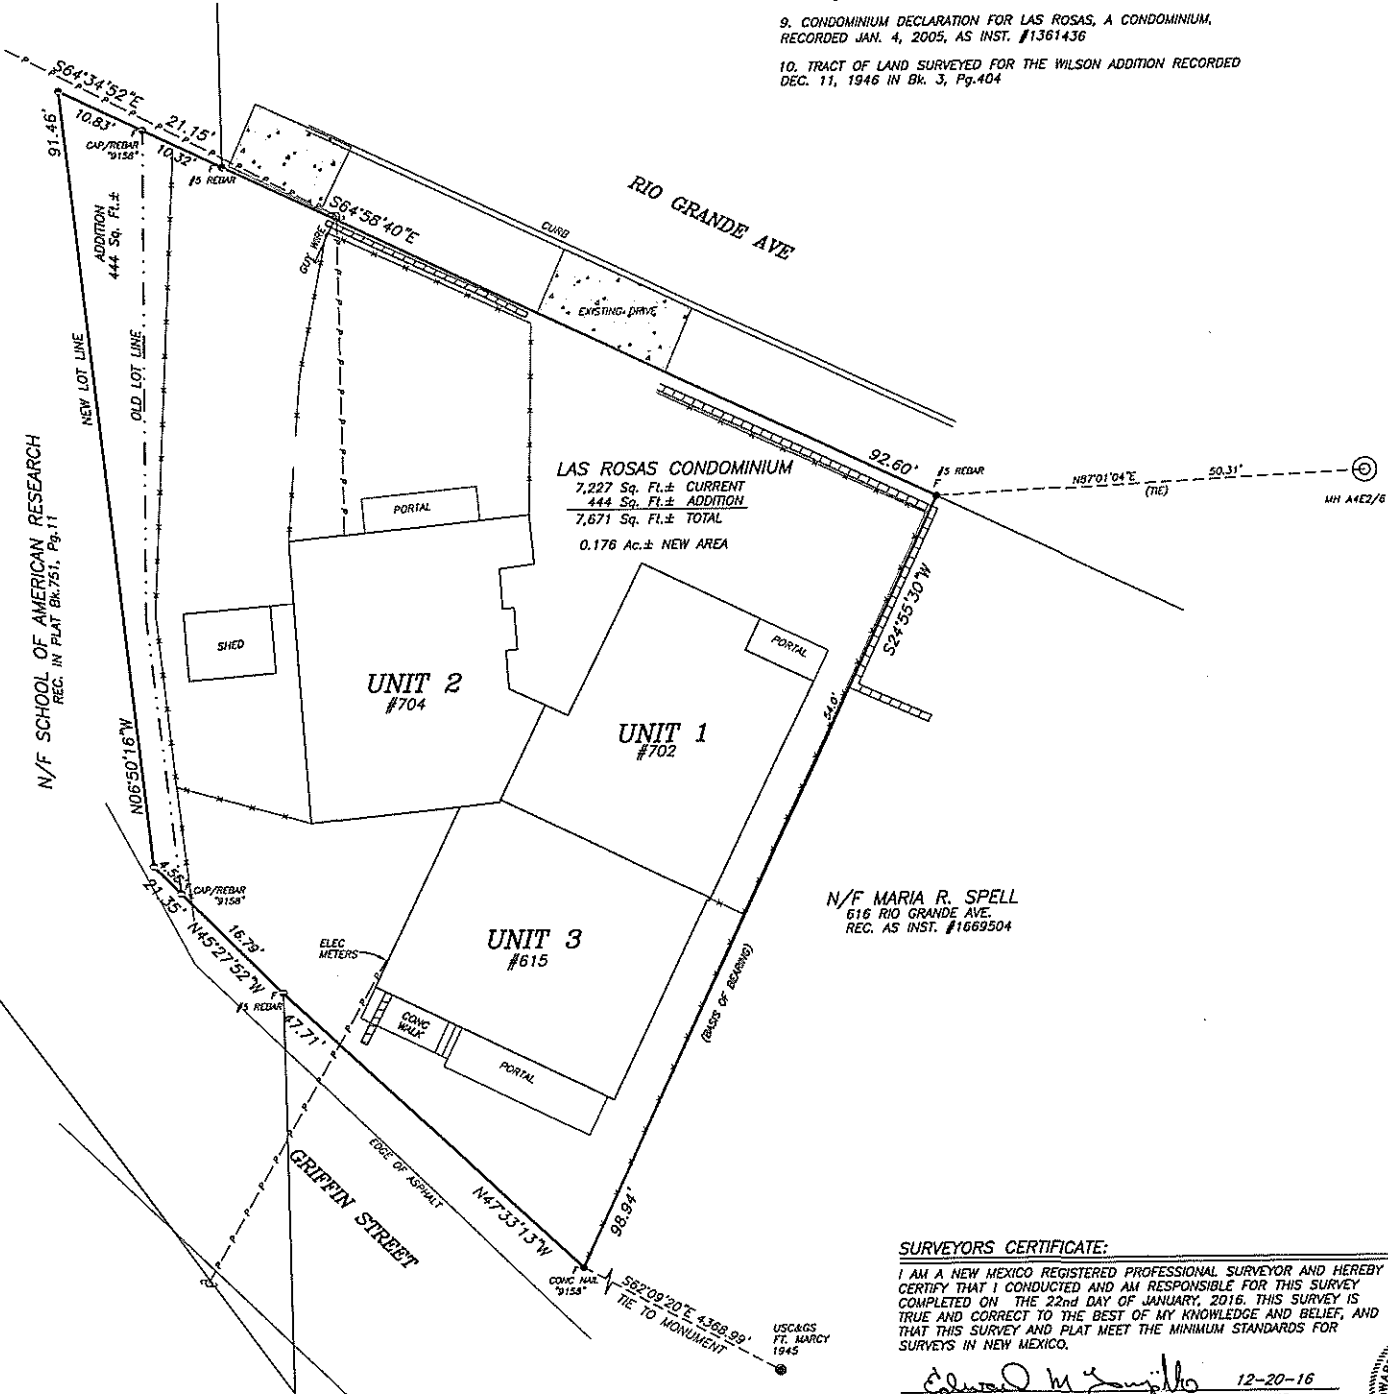 9. CONDOMINIUM DECLARATION FOR LAS ROSAS, A CONDOMINIUM,
RECORDED JAN. 4, 2005, AS INST. #1361436
10. TRACT OF LAND SURVEYED FOR THE WILSON ADDITION RECORDED
DEC. 11, 1946 IN Bk. 3, Pg.404
S64°34'52"E
10.83'
21.15'
10.32'
91.46'
CAP/REBAR
"9158"
F
#5 REBAR
ADDITION
444 Sq. Ft.±
GUY WIRE
S64°58'40"E
CURB
RIO GRANDE AVE
EXISTING DRIVE
NEW LOT LINE
OLD LOT LINE
N/F SCHOOL OF AMERICAN RESEARCH
REC. IN PLAT Bk.751, Pg.11
LAS ROSAS CONDOMINIUM
7,227 Sq. Ft.± CURRENT
444 Sq. Ft.± ADDITION
7,671 Sq. Ft.± TOTAL
0.176 Ac.± NEW AREA
92.60'
#5 REBAR
F
N87°01'04"E
50.31'
(TIE)
MH A4E2/6
PORTAL
SHED
UNIT 2
#704
PORTAL
UNIT 1
#702
S24°55'30"W
54.0'
N06°50'16"W
4.56'
21.35'
CAP/REBAR
"9158"
16.79'
N45°27'52"W
F
#5 REBAR
47.71'
ELEC
METERS
UNIT 3
#615
CONC
WALK
PORTAL
N/F MARIA R. SPELL
616 RIO GRANDE AVE.
REC. AS INST. #1669504
(BASIS OF BEARING)
98.94'
EDGE OF ASPHALT
GRIFFIN STREET
N47°33'13"W
F
CONC NAIL
"9158"
S62°09'20"E 4,368.99'
TIE TO MONUMENT
USC&GS
FT. MARCY
1945
SURVEYORS CERTIFICATE:
I AM A NEW MEXICO REGISTERED PROFESSIONAL SURVEYOR AND HEREBY
CERTIFY THAT I CONDUCTED AND AM RESPONSIBLE FOR THIS SURVEY
COMPLETED ON THE 22nd DAY OF JANUARY, 2016. THIS SURVEY IS
TRUE AND CORRECT TO THE BEST OF MY KNOWLEDGE AND BELIEF, AND
THAT THIS SURVEY AND PLAT MEET THE MINIMUM STANDARDS FOR
SURVEYS IN NEW MEXICO.
12-20-16